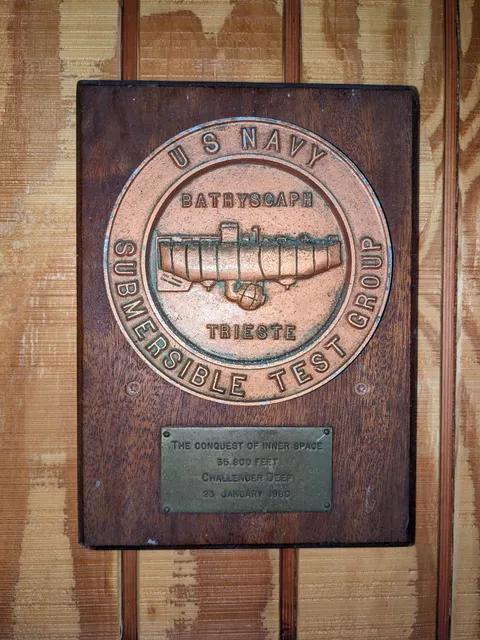 US NAVY
BATHYSCAPH
TRIESTE
SUBMERSIBLE TEST GROUP
THE CONQUEST OF INNER SPACE
35,800 FEET
CHALLENGER DEEP
23 JANUARY 1960